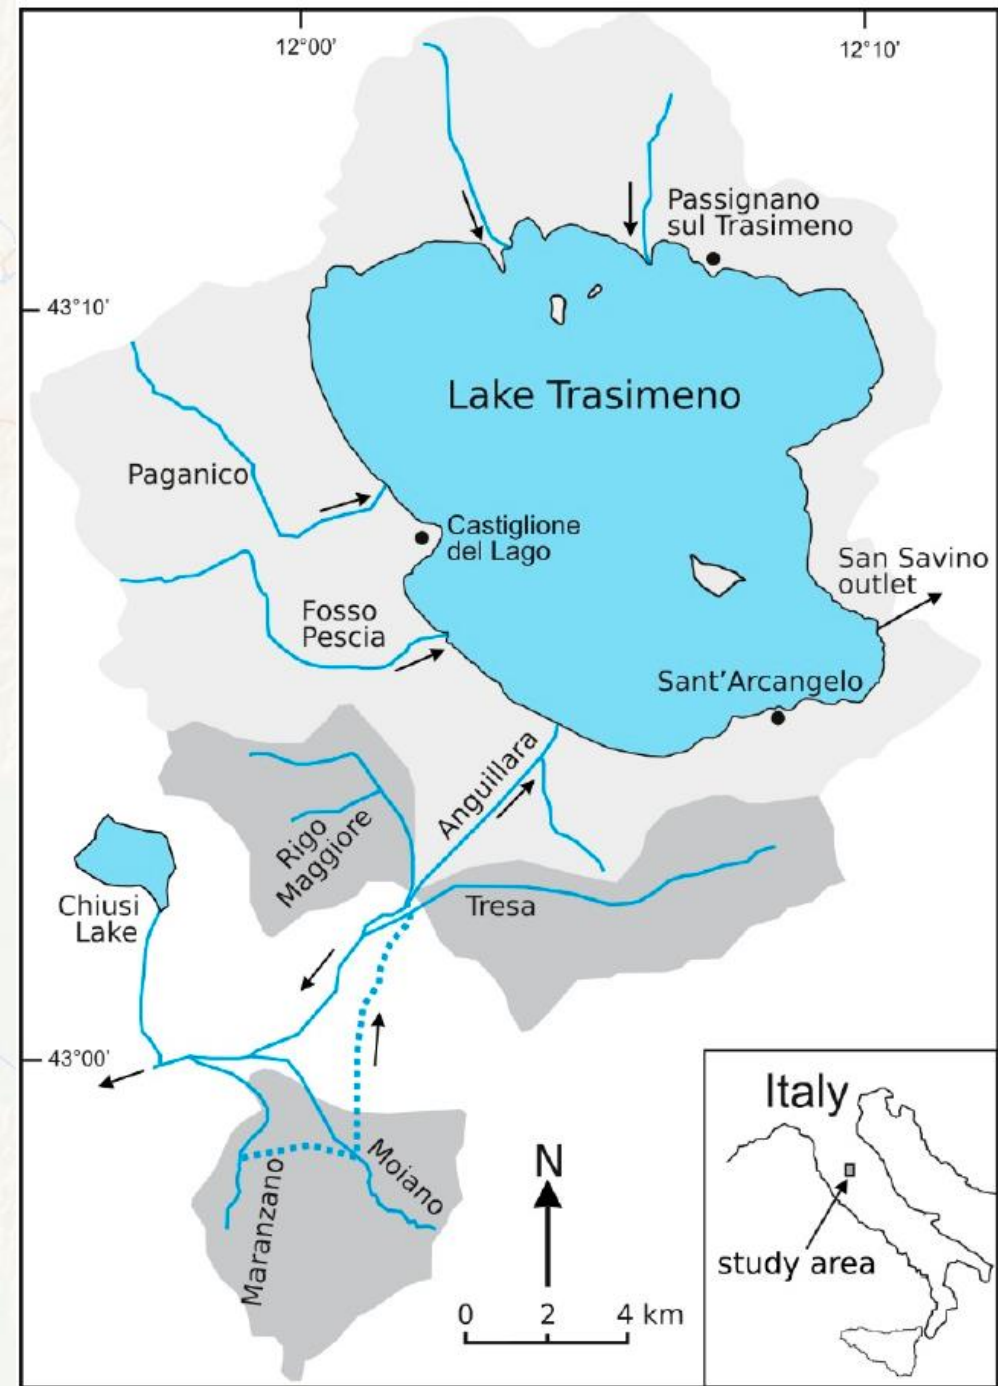 12°00'
12°10'
Passignano
sul Trasimeno
43°10'
Lake Trasimeno
Paganico
Castiglione
del Lago
San Savino
outlet
Fosso
Pescia
Sant'Arcangelo
Anguillara
Rigo
Maggiore
Chiusi
Lake
Tresa
43°00'
Italy
Moiano
N
Maranzano
study area
0 2 4 km